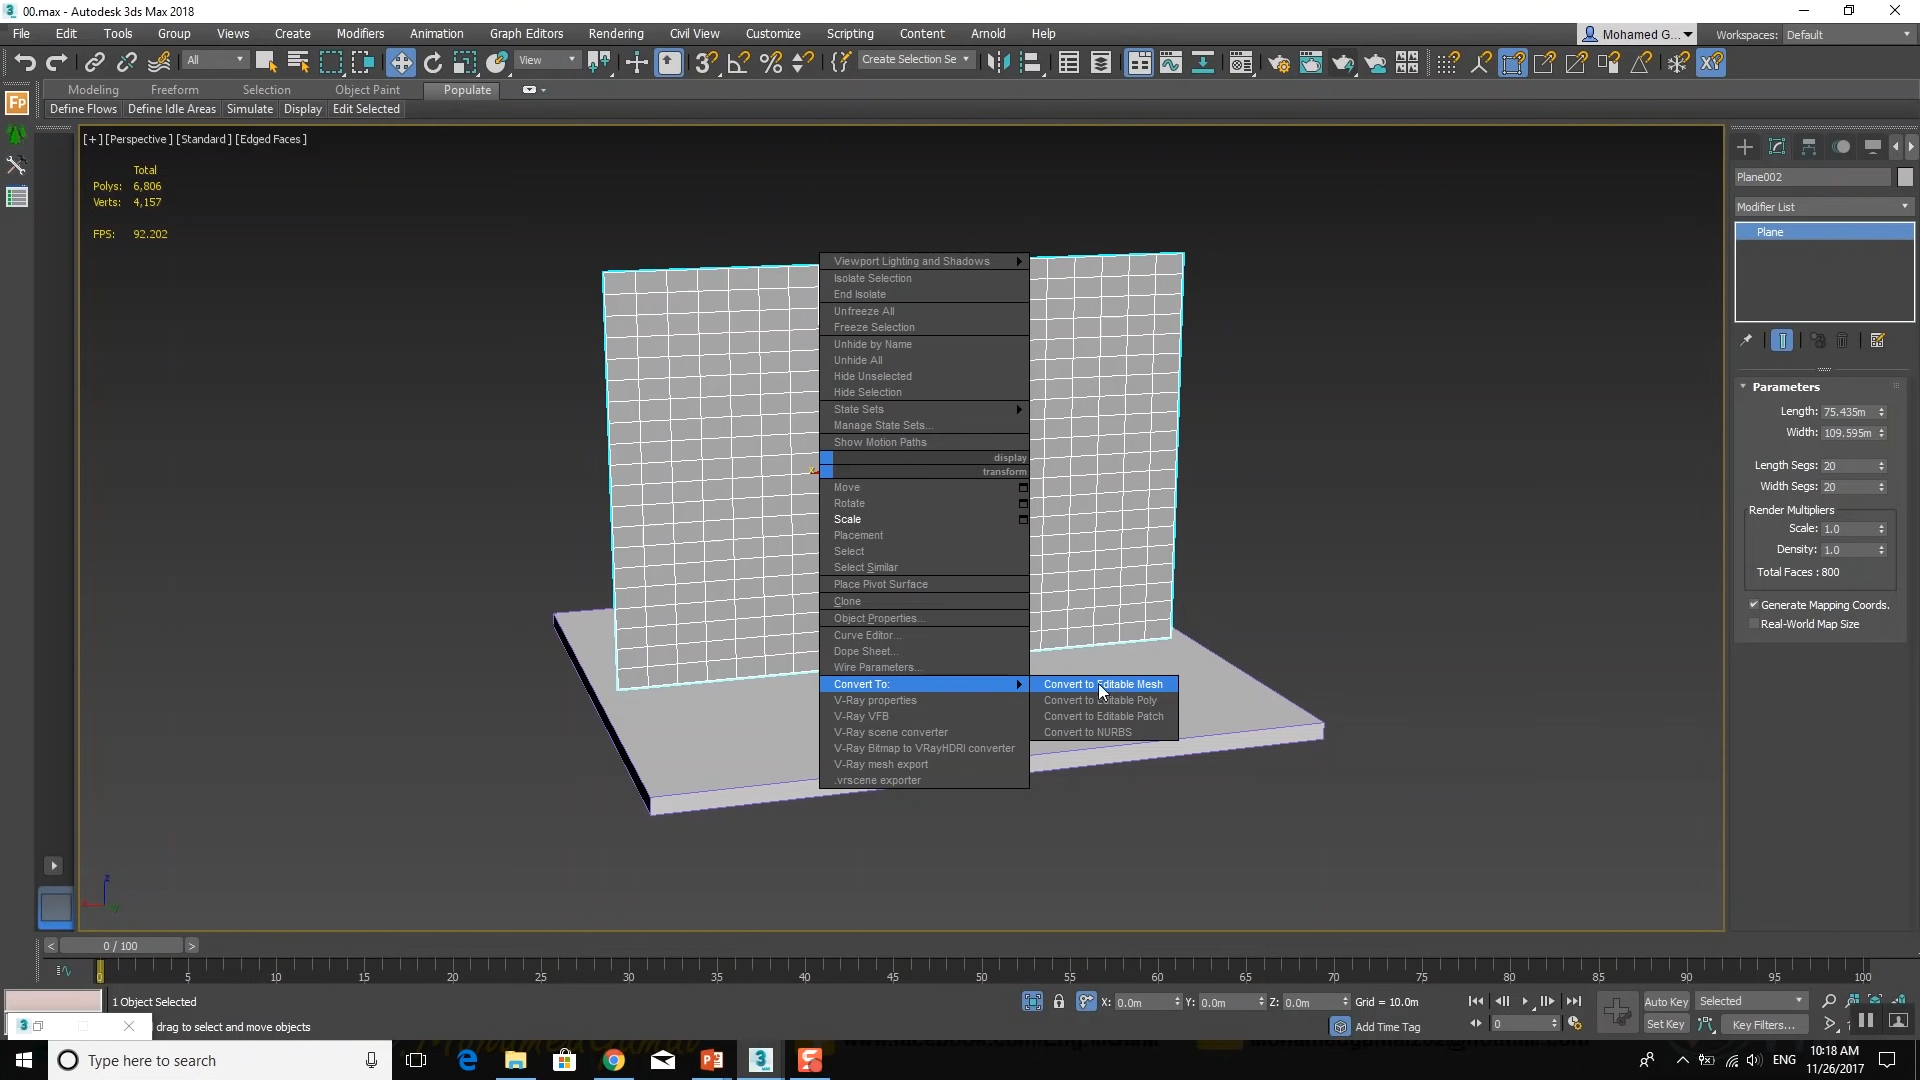 00.max - Autodesk 3ds Max 2018
File Edit Tools Group Views Create Modifiers Animation Graph Editors Rendering Civil View Customize Scripting Content Arnold Help
Mohamed G... Workspaces: Default
All View Create Selection Se
Modeling Freeform Selection Object Paint Populate
Define Flows Define Idle Areas Simulate Display Edit Selected
[+] [Perspective] [Standard] [Edged Faces]
Total
Polys: 6,806
Verts: 4,157
FPS: 92.202
Viewport Lighting and Shadows
Isolate Selection
End Isolate
Unfreeze All
Freeze Selection
Unhide by Name
Unhide All
Hide Unselected
Hide Selection
State Sets
Manage State Sets...
Show Motion Paths
display
transform
Move
Rotate
Scale
Placement
Select
Select Similar
Place Pivot Surface
Clone
Object Properties...
Curve Editor...
Dope Sheet...
Wire Parameters...
Convert To:
V-Ray properties
V-Ray VFB
V-Ray scene converter
V-Ray Bitmap to VRayHDRI converter
V-Ray mesh export
.vrscene exporter
Convert to Editable Mesh
Convert to Editable Poly
Convert to Editable Patch
Convert to NURBS
Plane002
Modifier List
Plane
Parameters
Length: 75.435m
Width: 109.595m
Length Segs: 20
Width Segs: 20
Render Multipliers
Scale: 1.0
Density: 1.0
Total Faces : 800
Generate Mapping Coords.
Real-World Map Size
0 / 100
0 5 10 15 20 25 30 35 40 45 50 55 60 65 70 75 80 85 90 95 100
1 Object Selected
X: 0.0m Y: 0.0m Z: 0.0m Grid = 10.0m
Auto Key Selected
drag to select and move objects
Add Time Tag
0
Set Key Key Filters...
Type here to search
ENG
10:18 AM
11/26/2017